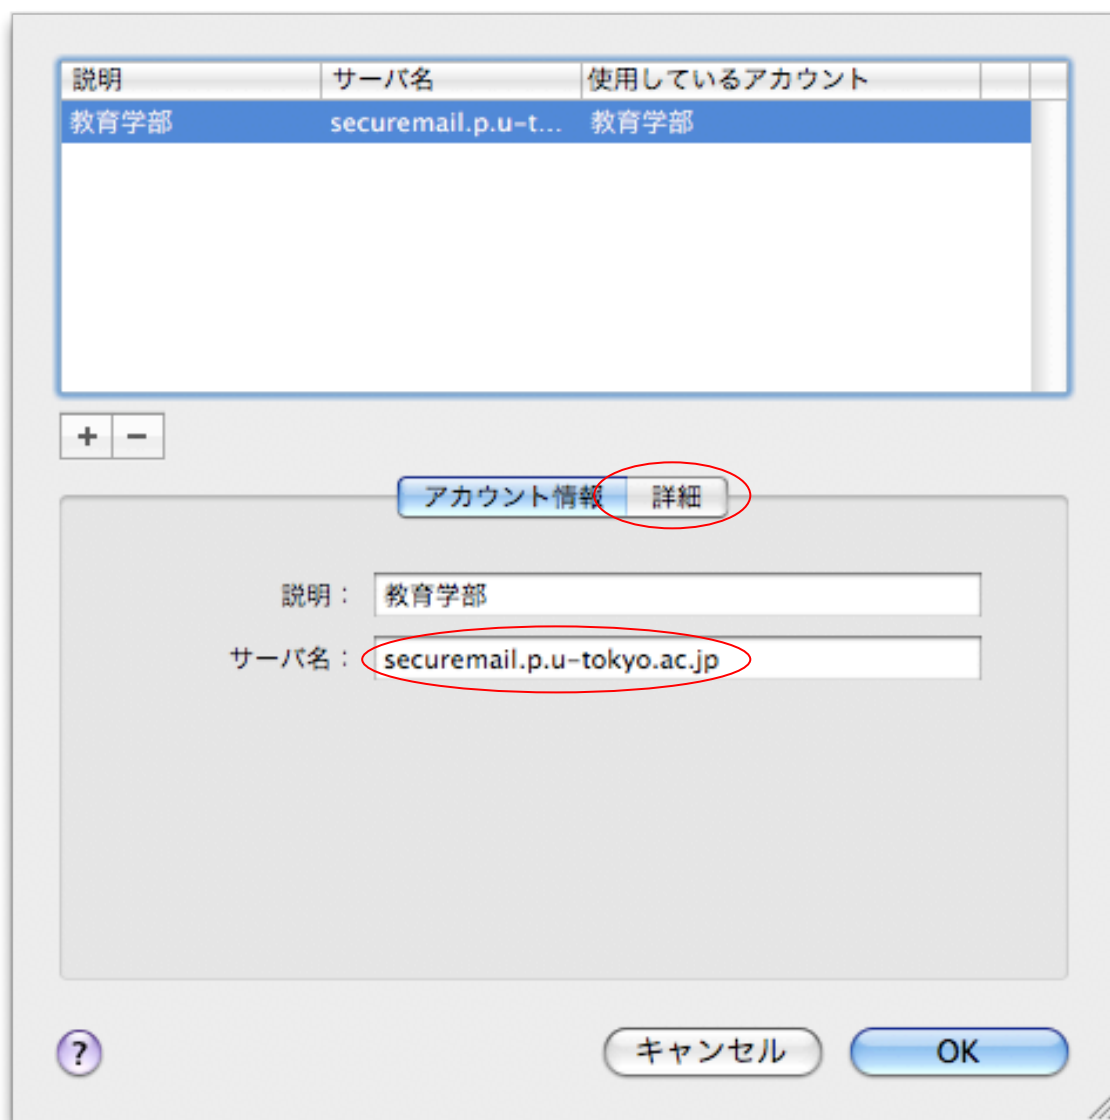 説明 サーバ名 使用しているアカウント
教育学部 securemail.p.u-t... 教育学部
+ −
アカウント情報 詳細
説明： 教育学部
サーバ名： securemail.p.u-tokyo.ac.jp
? キャンセル OK